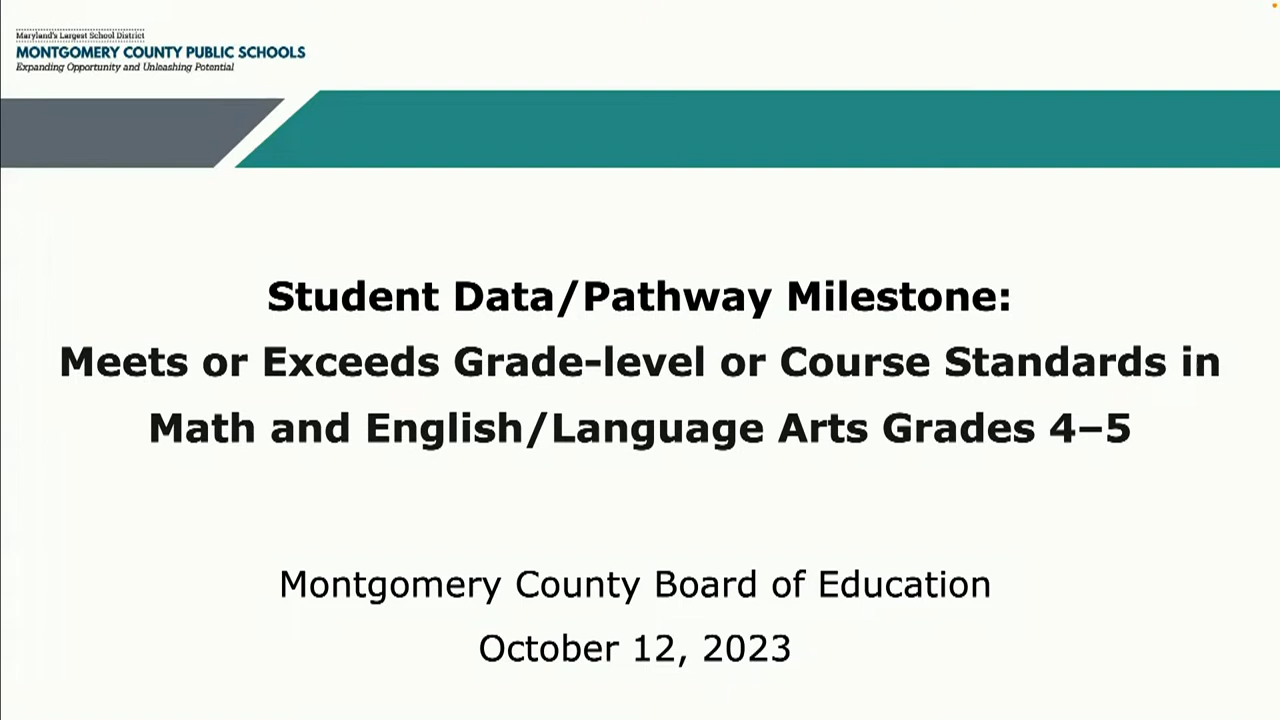 Maryland's Largest School District
MONTGOMERY COUNTY PUBLIC SCHOOLS
Expanding Opportunity and Unleashing Potential
Student Data/Pathway Milestone:
Meets or Exceeds Grade-level or Course Standards in
Math and English/Language Arts Grades 4–5
Montgomery County Board of Education
October 12, 2023